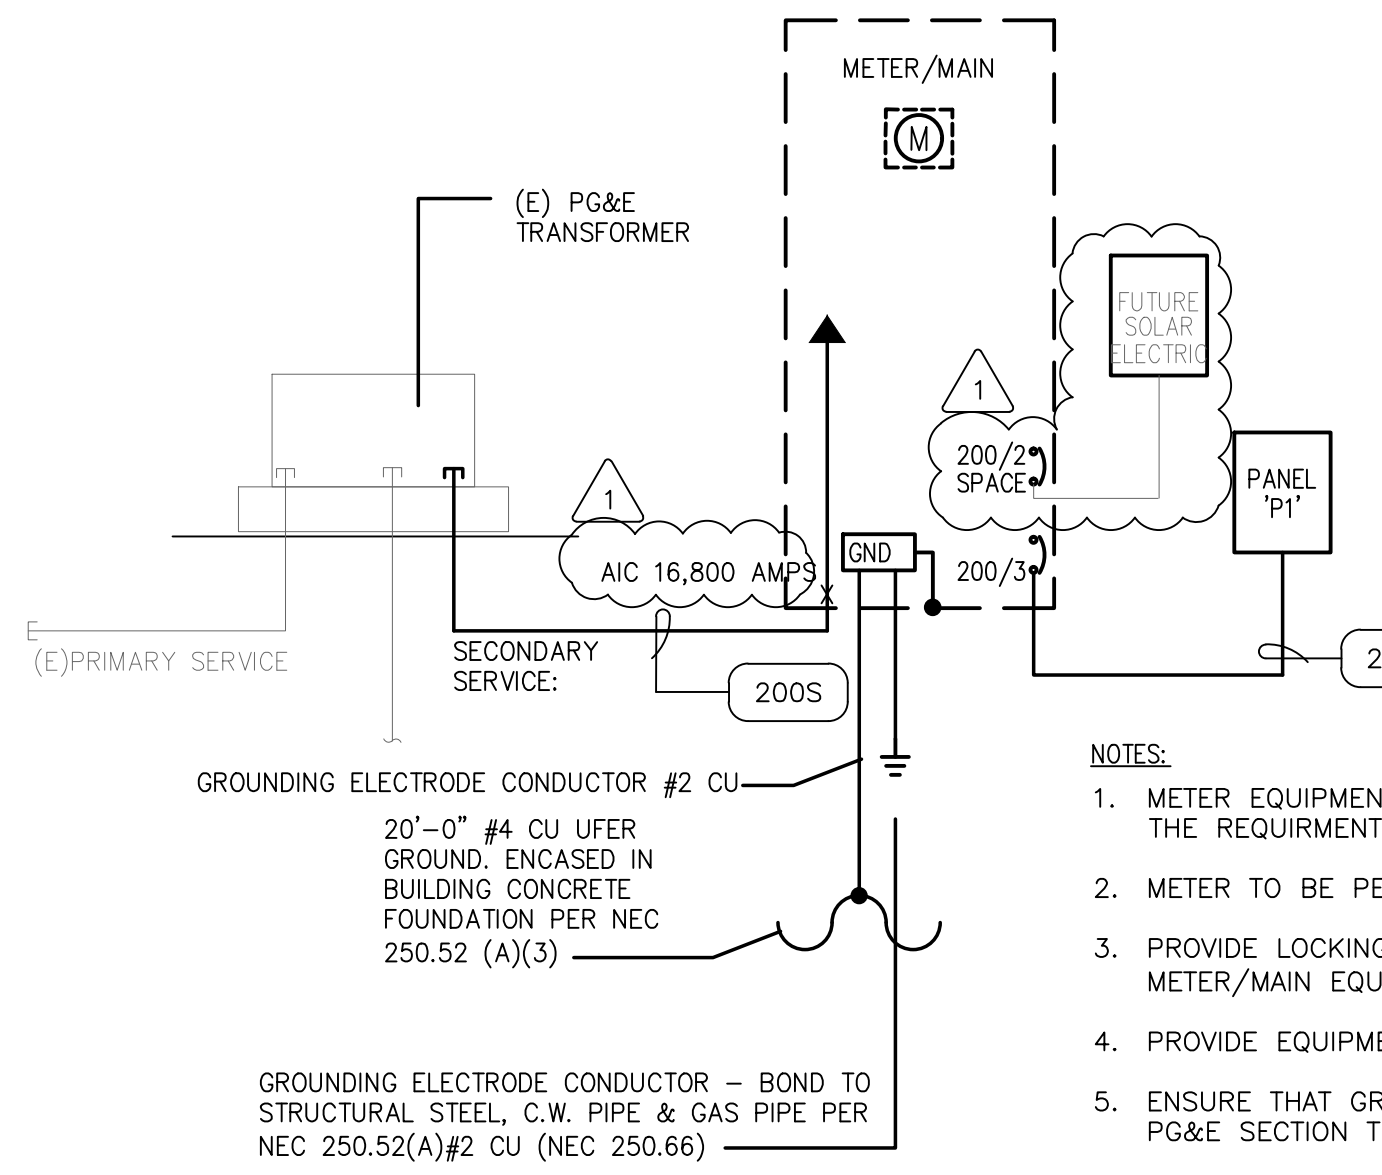 METER/MAIN
M
(E) PG&E
TRANSFORMER
FUTURE
SOLAR
ELECTRIC
1
200/2
SPACE
PANEL
'P1'
1
AIC 16,800 AMPS
GND
200/3
(E)PRIMARY SERVICE
SECONDARY
SERVICE:
200S
2
GROUNDING ELECTRODE CONDUCTOR #2 CU
20'-0" #4 CU UFER
GROUND. ENCASED IN
BUILDING CONCRETE
FOUNDATION PER NEC
250.52 (A)(3)
GROUNDING ELECTRODE CONDUCTOR – BOND TO
STRUCTURAL STEEL, C.W. PIPE & GAS PIPE PER
NEC 250.52(A)#2 CU (NEC 250.66)
NOTES:
1. METER EQUIPMEN
THE REQUIRMENT
2. METER TO BE PE
3. PROVIDE LOCKING
METER/MAIN EQU
4. PROVIDE EQUIPME
5. ENSURE THAT GR
PG&E SECTION T